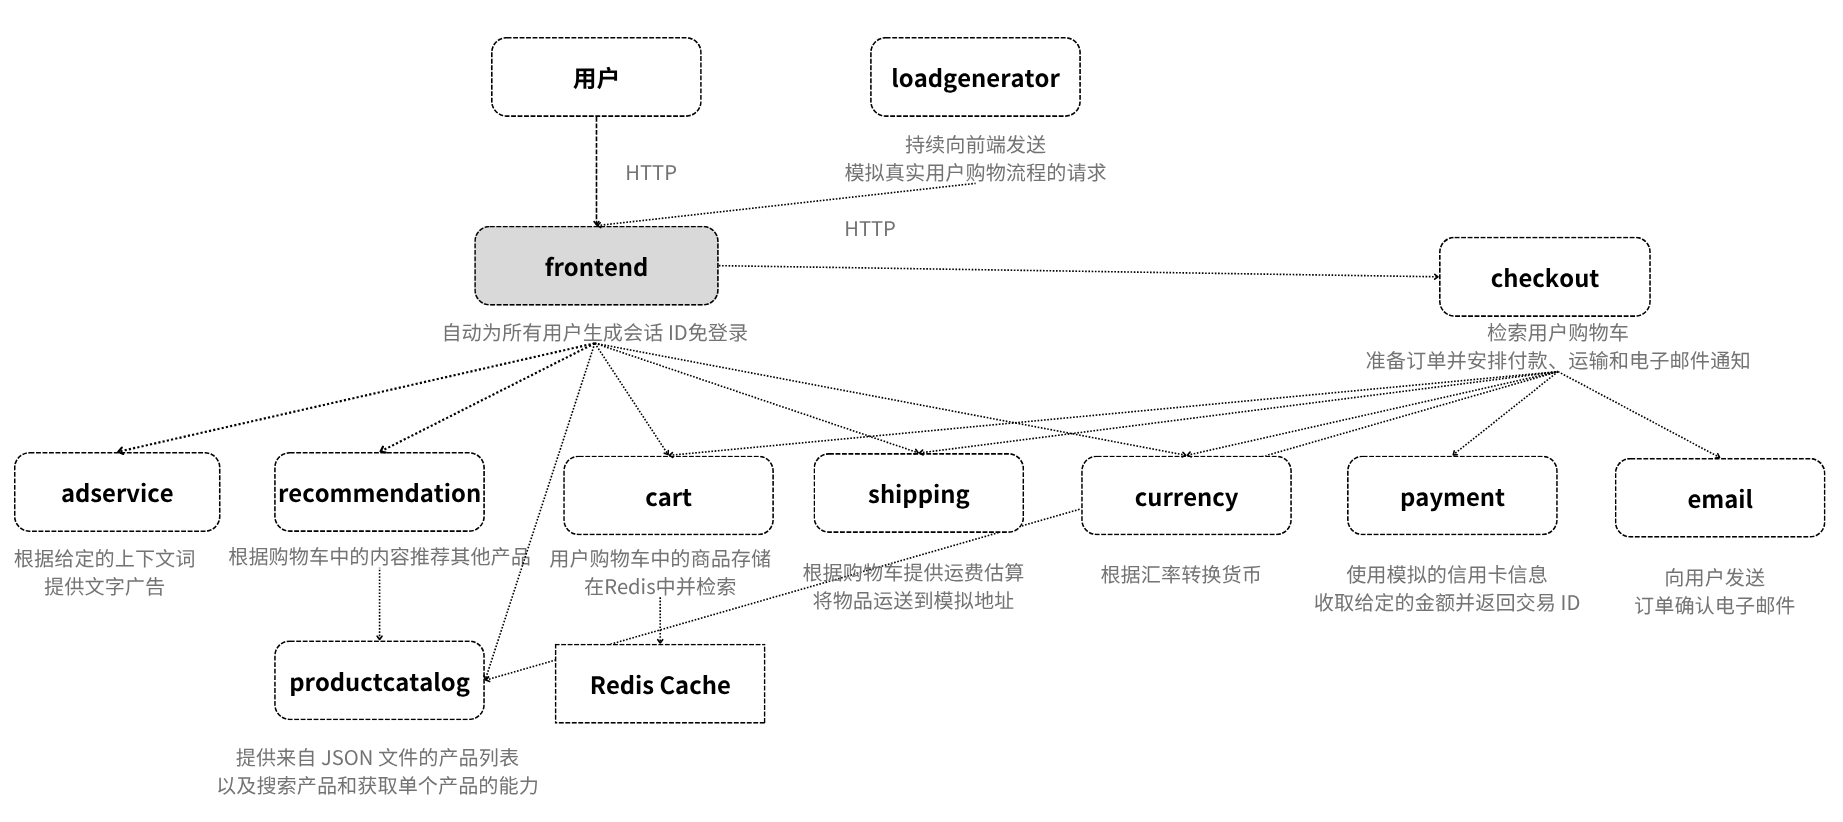 用户
loadgenerator
持续向前端发送
模拟真实用户购物流程的请求
HTTP
HTTP
frontend
checkout
自动为所有用户生成会话 ID免登录
检索用户购物车
准备订单并安排付款、运输和电子邮件通知
adservice
recommendation
cart
shipping
currency
payment
email
根据给定的上下文词
提供文字广告
根据购物车中的内容推荐其他产品
用户购物车中的商品存储
在Redis中并检索
根据购物车提供运费估算
将物品运送到模拟地址
根据汇率转换货币
使用模拟的信用卡信息
收取给定的金额并返回交易 ID
向用户发送
订单确认电子邮件
productcatalog
Redis Cache
提供来自 JSON 文件的产品列表
以及搜索产品和获取单个产品的能力